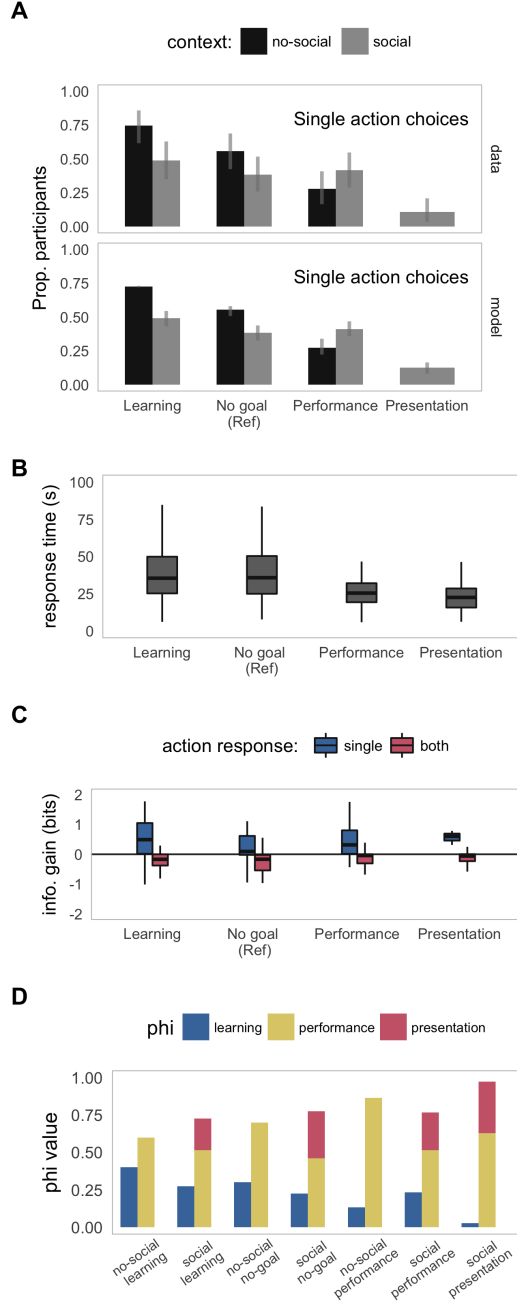 A
context: no-social social
1.00
Single action choices
0.75
0.50
0.25
0.00
data
Prop. participants
1.00
Single action choices
0.75
0.50
0.25
0.00
model
Learning No goal (Ref) Performance Presentation
B
response time (s)
100
75
50
25
0
Learning No goal (Ref) Performance Presentation
C
action response: single both
info. gain (bits)
2
1
0
-1
-2
Learning No goal (Ref) Performance Presentation
D
phi learning performance presentation
phi value
1.00
0.75
0.50
0.25
0.00
no-social learning
social learning
no-social no-goal
social no-goal
no-social performance
social performance
social presentation